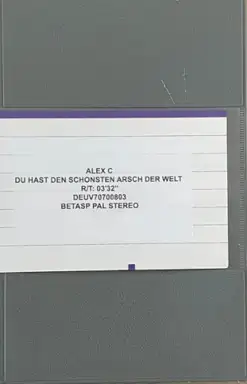 ALEX C.
DU HAST DEN SCHONSTEN ARSCH DER WELT
R/T: 03'32"
DEUV70700803
BETASP PAL STEREO